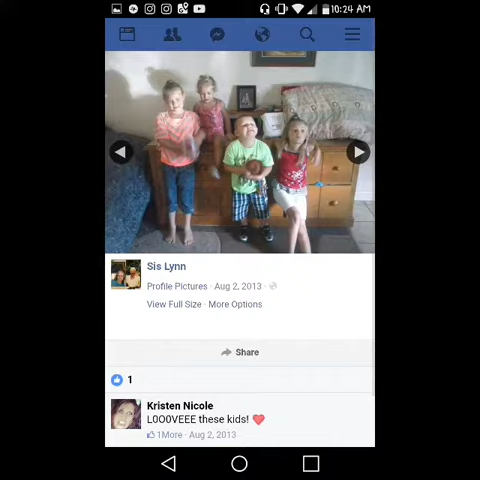 10:24 AM
Sis Lynn
Profile Pictures · Aug 2, 2013 ·
View Full Size · More Options
Share
1
Kristen Nicole
LOOVEEE these kids! ❤
1More · Aug 2, 2013 ·